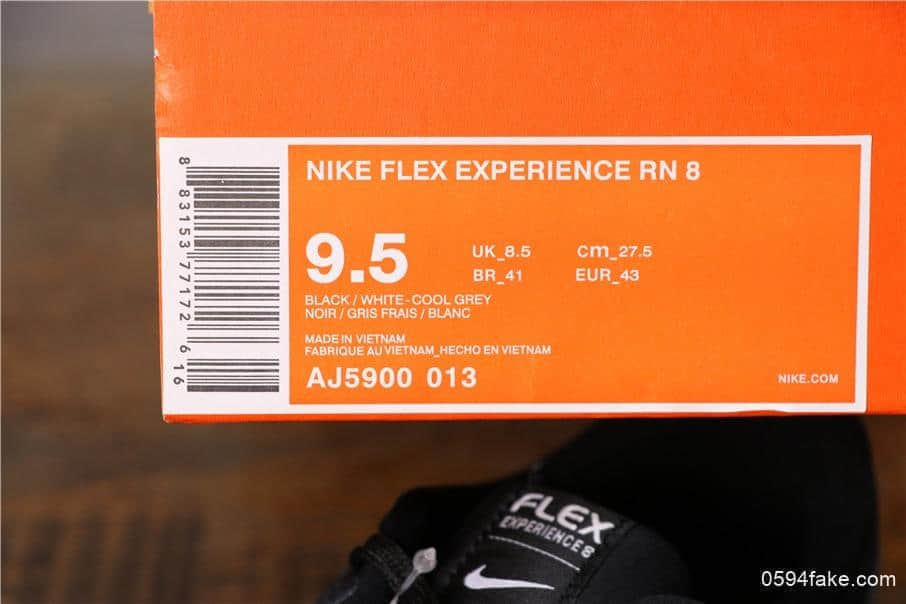 NIKE FLEX EXPERIENCE RN 8
9.5
UK_8.5 cm_27.5
BR_41 EUR_43
BLACK / WHITE-COOL GREY
NOIR / GRIS FRAIS / BLANC
MADE IN VIETNAM
FABRIQUE AU VIETNAM_HECHO EN VIETNAM
AJ5900 013
NIKE.COM
8 83153 77172 6 16
FLEX
EXPERIENCE 8
0594fake.com